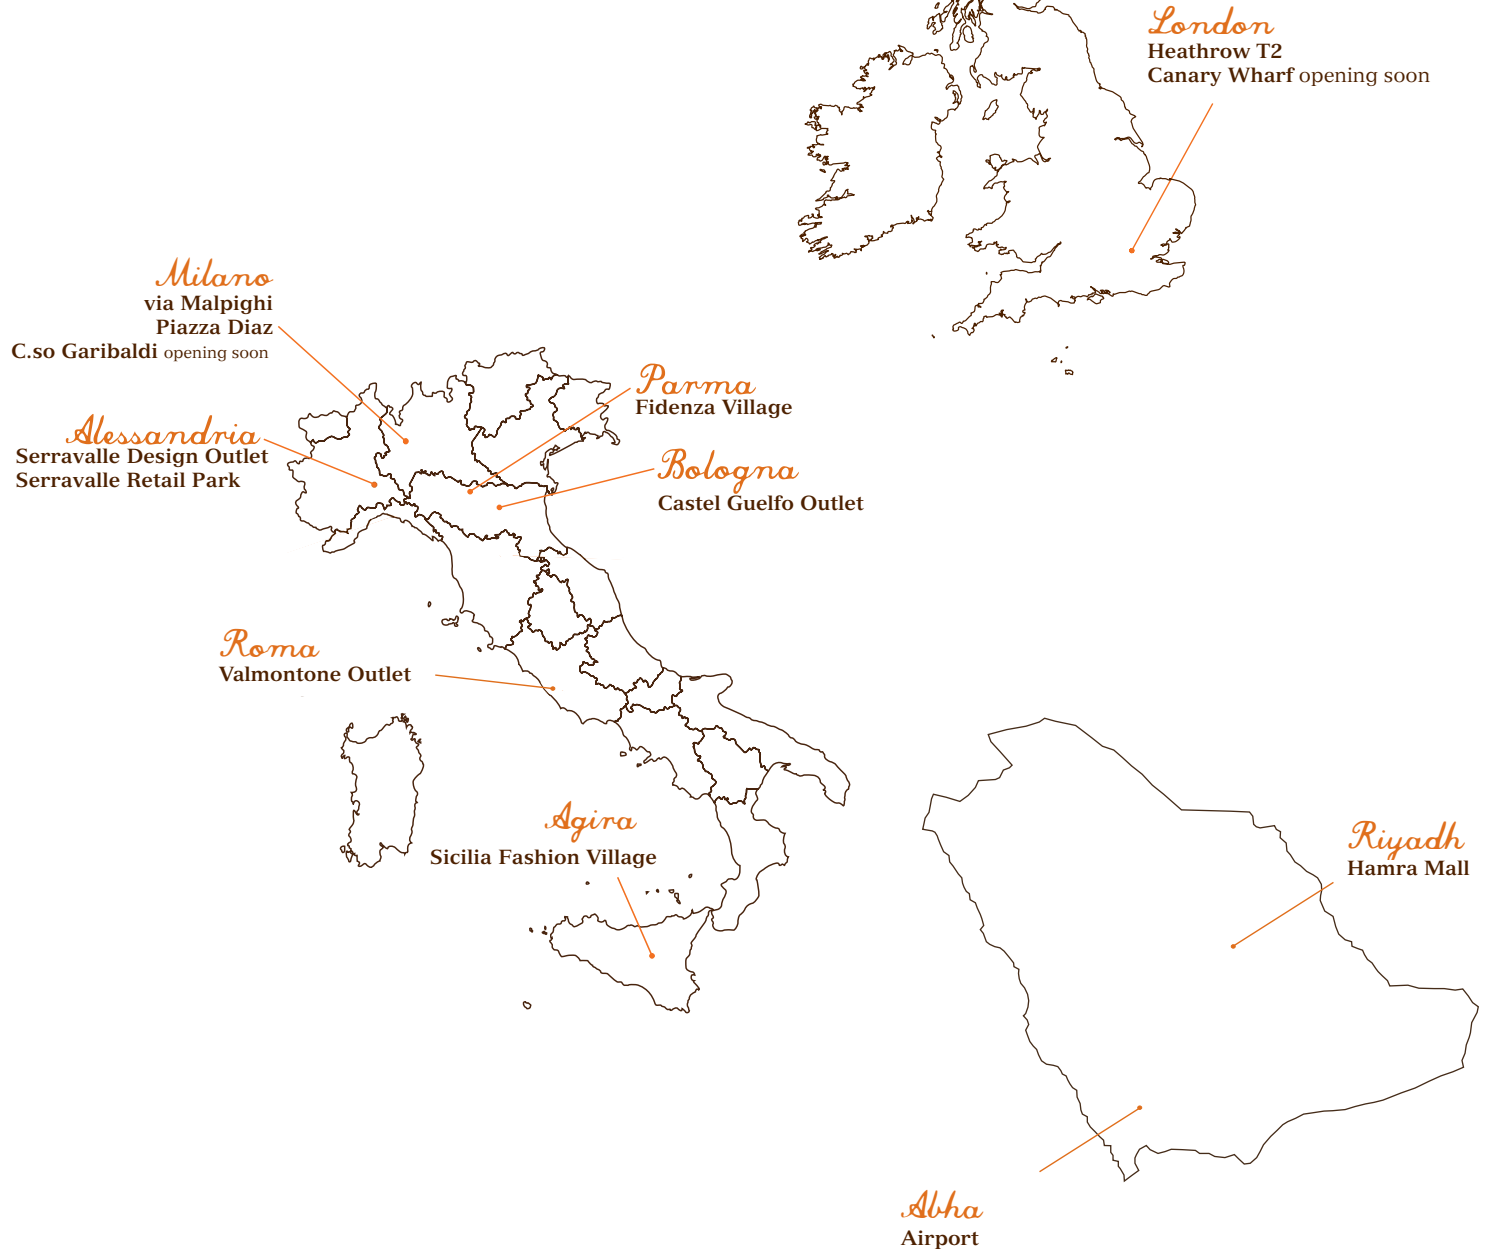 London
Heathrow T2
Canary Wharf opening soon
Milano
via Malpighi
Piazza Diaz
C.so Garibaldi opening soon
Parma
Fidenza Village
Alessandria
Serravalle Design Outlet
Serravalle Retail Park
Bologna
Castel Guelfo Outlet
Roma
Valmontone Outlet
Agira
Sicilia Fashion Village
Riyadh
Hamra Mall
Abha
Airport